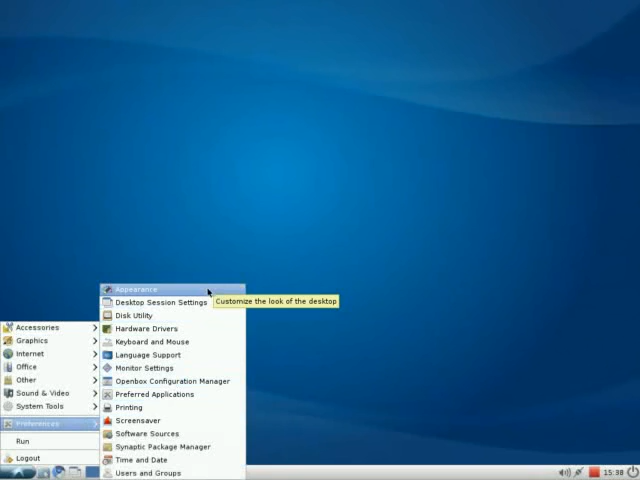 Appearance
Customize the look of the desktop
Desktop Session Settings
Disk Utility
Hardware Drivers
Keyboard and Mouse
Language Support
Monitor Settings
Openbox Configuration Manager
Preferred Applications
Printing
Screensaver
Software Sources
Synaptic Package Manager
Time and Date
Users and Groups
Accessories
Graphics
Internet
Office
Other
Sound & Video
System Tools
Preferences
Run
Logout
15:38